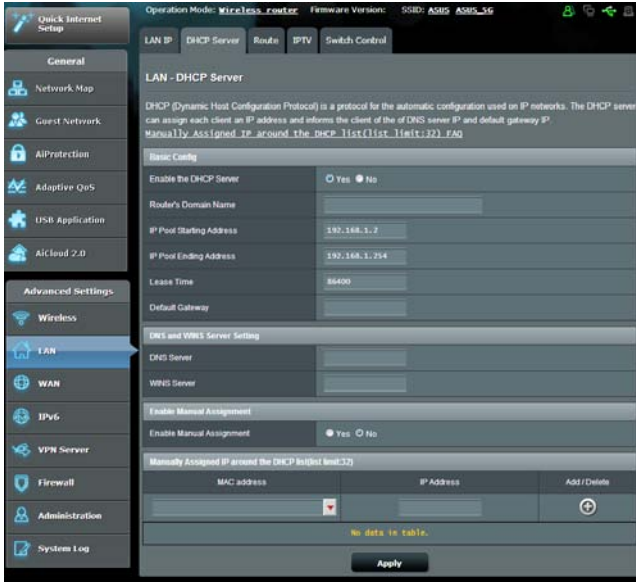 Quick Internet
Setup
Operation Mode: Wireless router Firmware Version: SSID: ASUS ASUS_5G
LAN IP DHCP Server Route IPTV Switch Control
General
Network Map
Guest Network
AiProtection
Adaptive QoS
USB Application
AiCloud 2.0
Advanced Settings
Wireless
LAN
WAN
IPv6
VPN Server
Firewall
Administration
System Log
LAN - DHCP Server
DHCP (Dynamic Host Configuration Protocol) is a protocol for the automatic configuration used on IP networks. The DHCP server
can assign each client an IP address and informs the client of the of DNS server IP and default gateway IP.
Manually Assigned IP around the DHCP list(list limit:32) FAQ
Basic Config
Enable the DHCP Server Yes No
Router's Domain Name
IP Pool Starting Address 192.168.1.2
IP Pool Ending Address 192.168.1.254
Lease Time 86400
Default Gateway
DNS and WINS Server Setting
DNS Server
WINS Server
Enable Manual Assignment
Enable Manual Assignment Yes No
Manually Assigned IP around the DHCP list(list limit:32)
MAC address IP Address Add / Delete
No data in table.
Apply